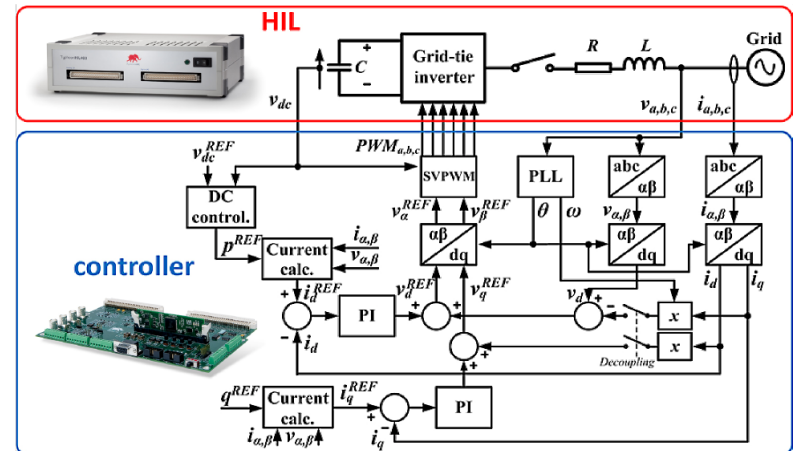 HIL
Grid
Grid-tie
inverter
R
L
+
C
−
v_dc
v_a,b,c
i_a,b,c
PWM_a,b,c
v_dc^REF
SVPWM
PLL
abc
αβ
abc
αβ
DC
control.
v_α^REF
v_β^REF
θ
ω
v_α,β
i_α,β
p^REF
i_α,β
v_α,β
Current
calc.
αβ
dq
αβ
dq
αβ
dq
controller
i_d^REF
v_d^REF
v_q^REF
v_d
i_d
i_q
+
−
PI
+
+
+
−
x
i_d
+
+
x
Decoupling
q^REF
Current
calc.
i_q^REF
+
−
PI
i_α,β
v_α,β
i_q